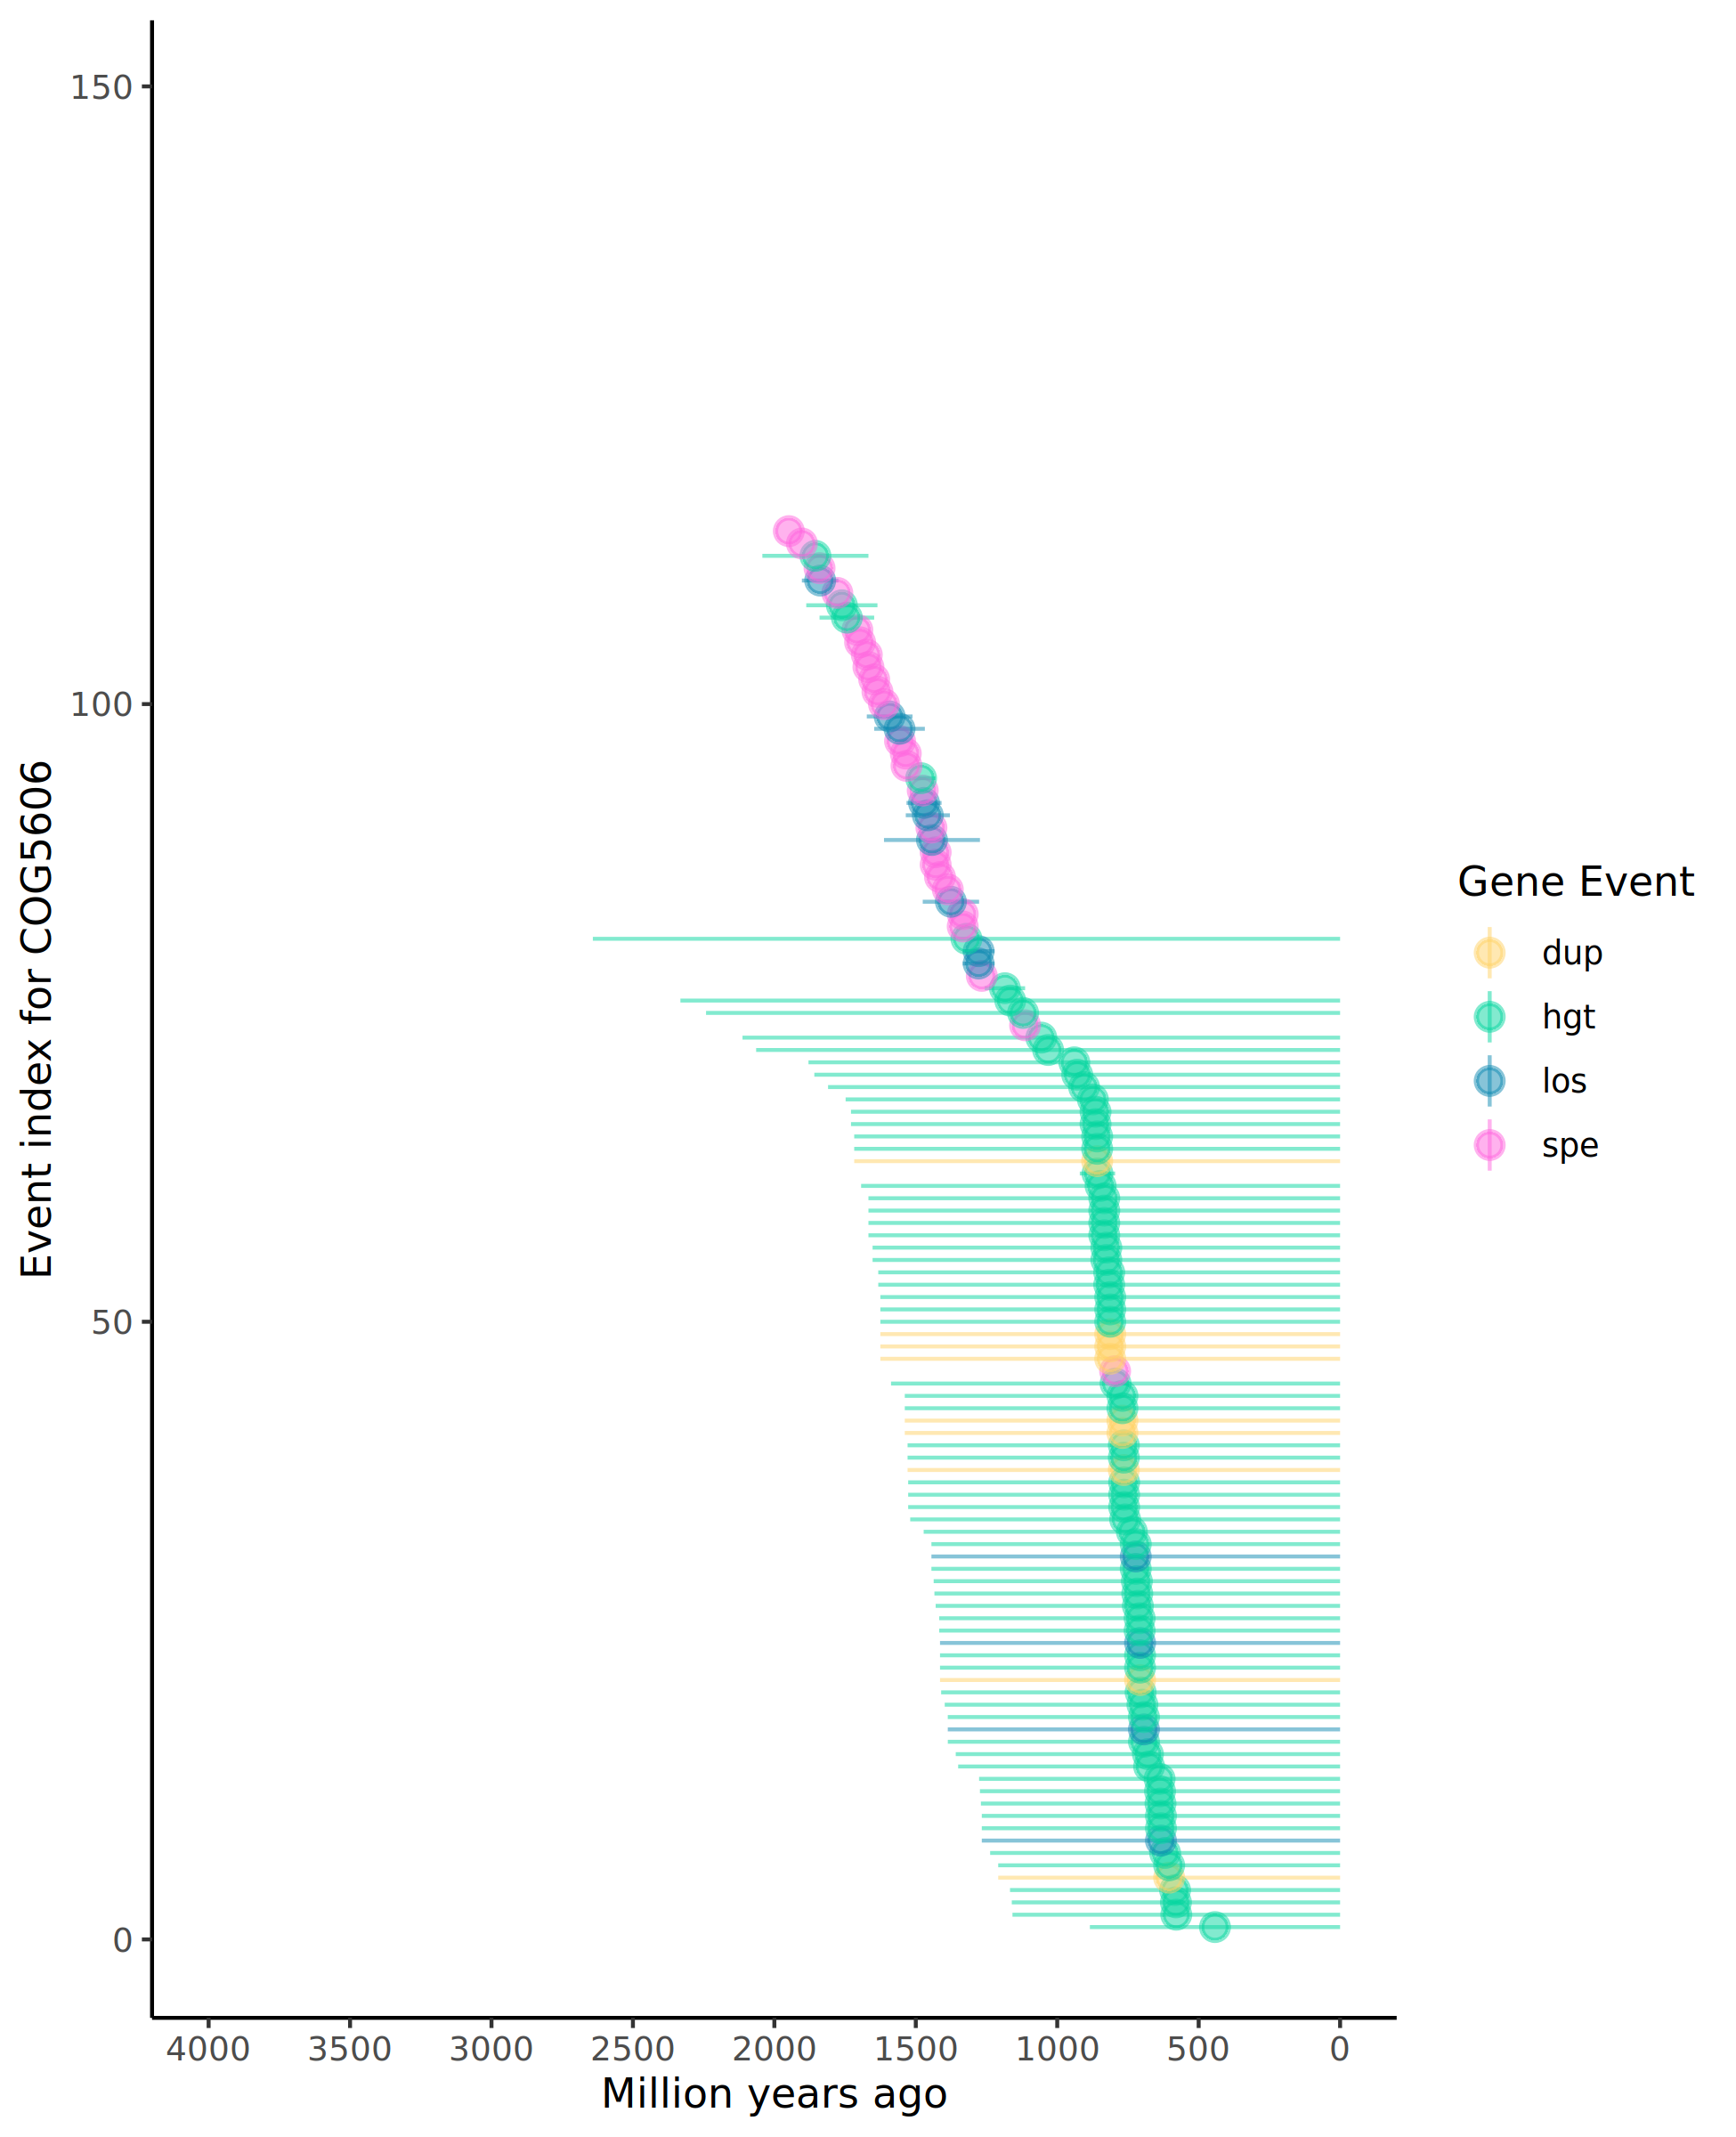 150
100
50
0
Event index for COG5606
4000 3500 3000 2500 2000 1500 1000 500 0
Million years ago
Gene Event
dup
hgt
los
spe